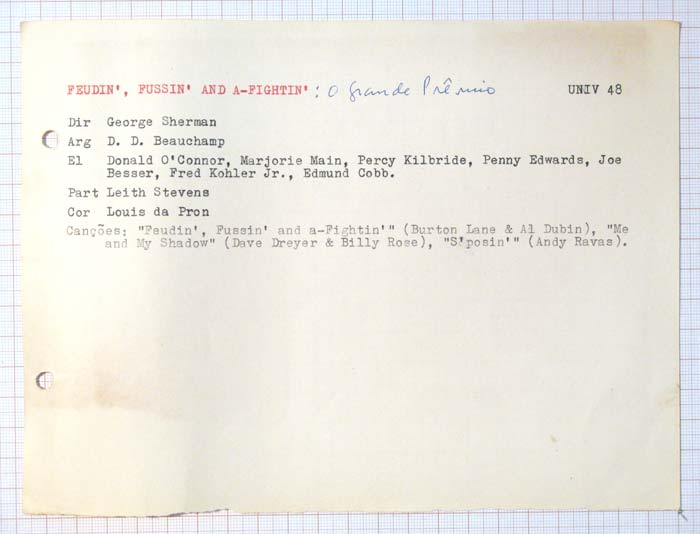 FEUDIN', FUSSIN' AND A-FIGHTIN' : O Grande Prêmio UNIV 48
Dir George Sherman
Arg D. D. Beauchamp
El Donald O'Connor, Marjorie Main, Percy Kilbride, Penny Edwards, Joe
Besser, Fred Kohler Jr., Edmund Cobb.
Part Leith Stevens
Cor Louis da Pron
Canções: "Feudin', Fussin' and a-Fightin'" (Burton Lane & Al Dubin), "Me
and My Shadow" (Dave Dreyer & Billy Rose), "S'posin'" (Andy Ravas).